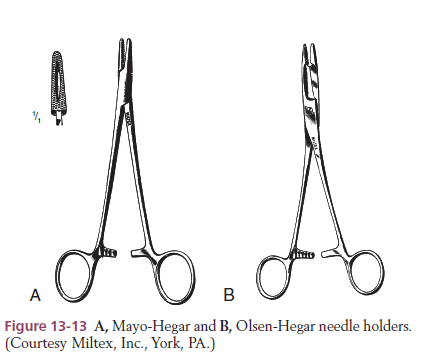 1/1
A
B
Figure 13-13 A, Mayo-Hegar and B, Olsen-Hegar needle holders.
(Courtesy Miltex, Inc., York, PA.)